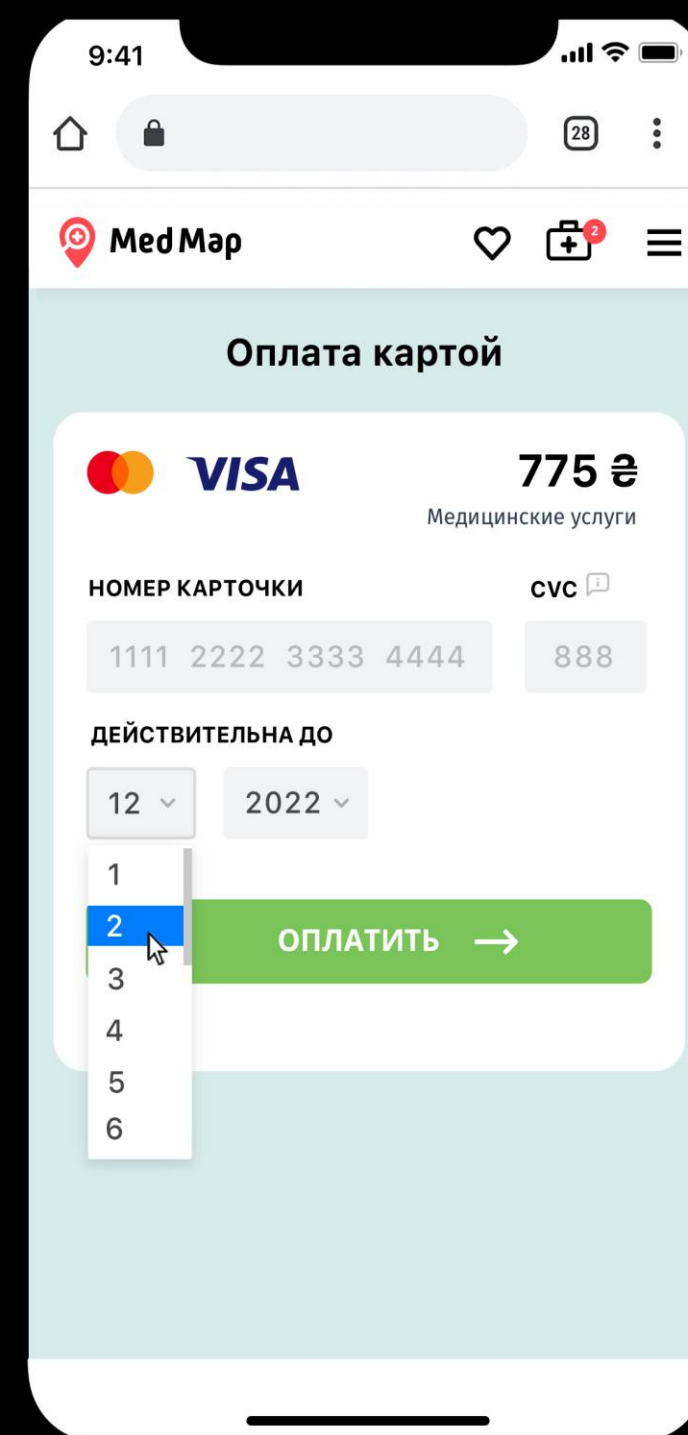 9:41
28
Med Map
2
Оплата картой
VISA
775 ₴
Медицинские услуги
НОМЕР КАРТОЧКИ
CVC
1111 2222 3333 4444
888
ДЕЙСТВИТЕЛЬНА ДО
12
2022
1
2
3
4
5
6
ОПЛАТИТЬ